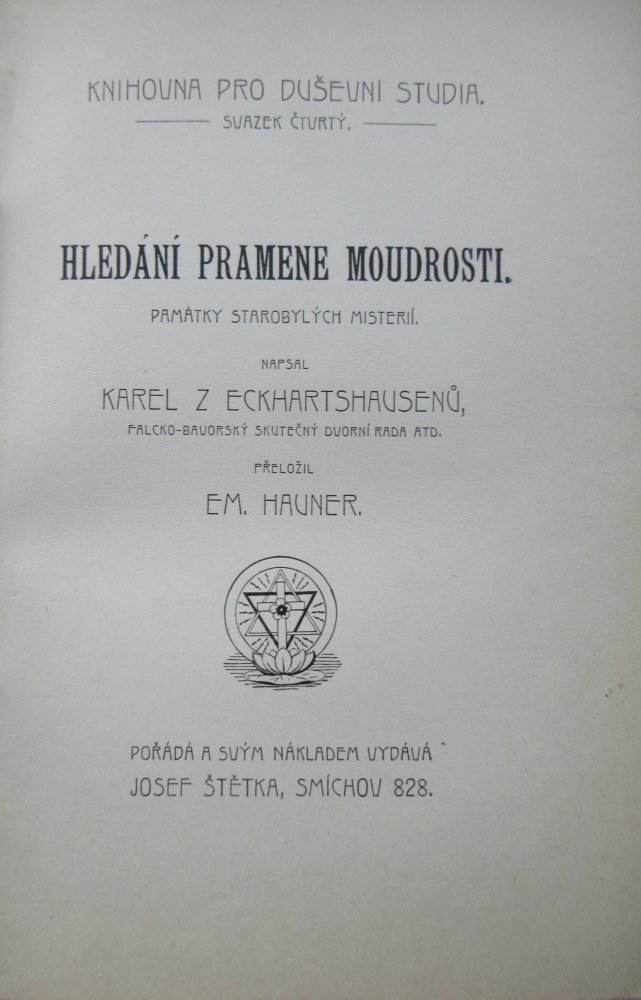 KNIHOVNA PRO DUŠEVNÍ STUDIA.
SVAZEK ČTVRTÝ.
HLEDÁNÍ PRAMENE MOUDROSTI.
PAMÁTKY STAROBYLÝCH MISTERIÍ.
NAPSAL
KAREL Z ECKHARTSHAUSENŮ,
FALCKO-BAVORSKÝ SKUTEČNÝ DVORNÍ RADA ATD.
PŘELOŽIL
EM. HAUNER.
POŘÁDÁ A SVÝM NÁKLADEM VYDÁVÁ
JOSEF ŠTĚTKA, SMÍCHOV 828.